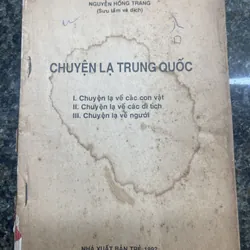 NGUYỄN HỒNG TRANG
(Sưu tầm và dịch)
CHUYỆN LẠ TRUNG QUỐC
I. Chuyện lạ về các con vật
II. Chuyện lạ về các di tích
III. Chuyện lạ về người
NHÀ XUẤT BẢN TRẺ